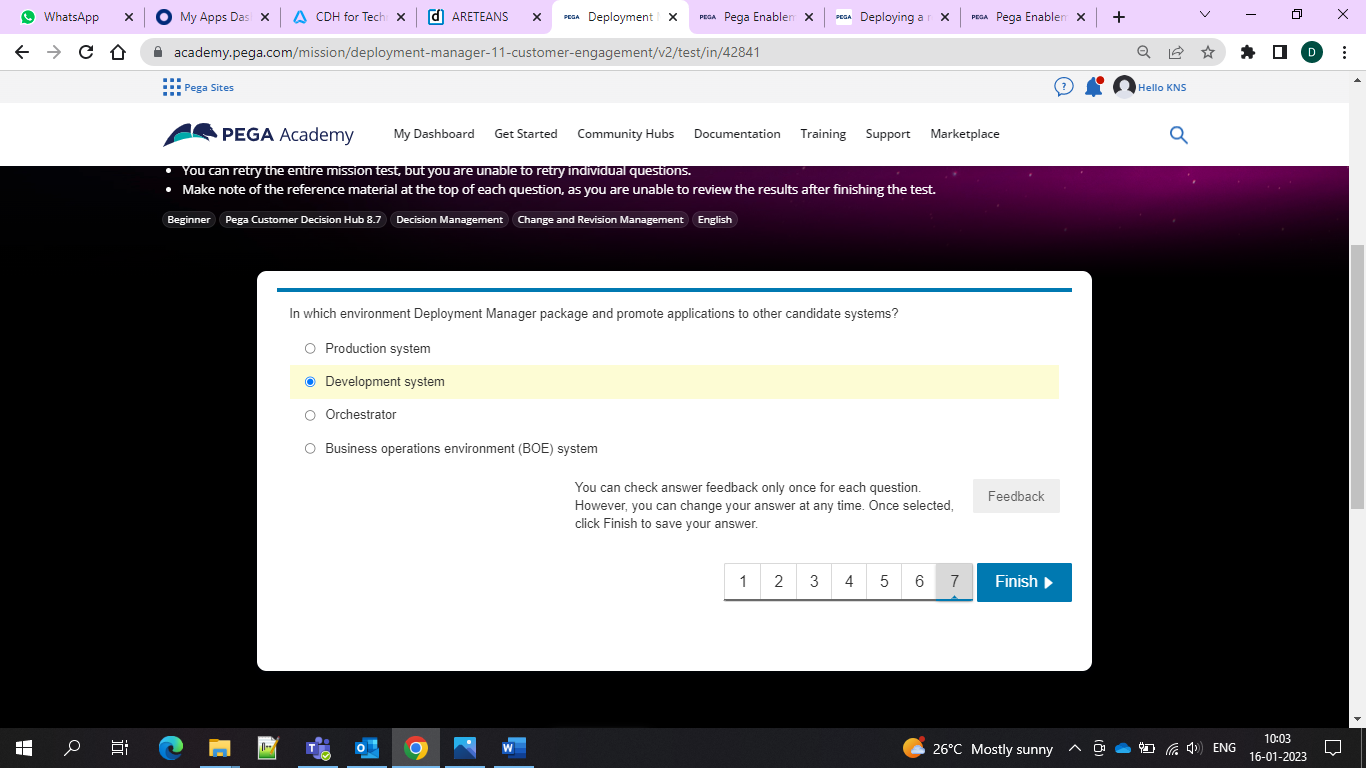 WhatsApp
My Apps Das
CDH for Tech
ARETEANS
PEGA Deployment M
PEGA Pega Enablem
PEGA Deploying a r
PEGA Pega Enablem
academy.pega.com/mission/deployment-manager-11-customer-engagement/v2/test/in/42841
D
Pega Sites
Hello KNS
PEGA Academy
My Dashboard Get Started Community Hubs Documentation Training Support Marketplace
• You can retry the entire mission test, but you are unable to retry individual questions.
• Make note of the reference material at the top of each question, as you are unable to review the results after finishing the test.
Beginner Pega Customer Decision Hub 8.7 Decision Management Change and Revision Management English
In which environment Deployment Manager package and promote applications to other candidate systems?
Production system
Development system
Orchestrator
Business operations environment (BOE) system
You can check answer feedback only once for each question.
However, you can change your answer at any time. Once selected,
click Finish to save your answer.
Feedback
1 2 3 4 5 6 7 Finish
26°C Mostly sunny
ENG
10:03
16-01-2023